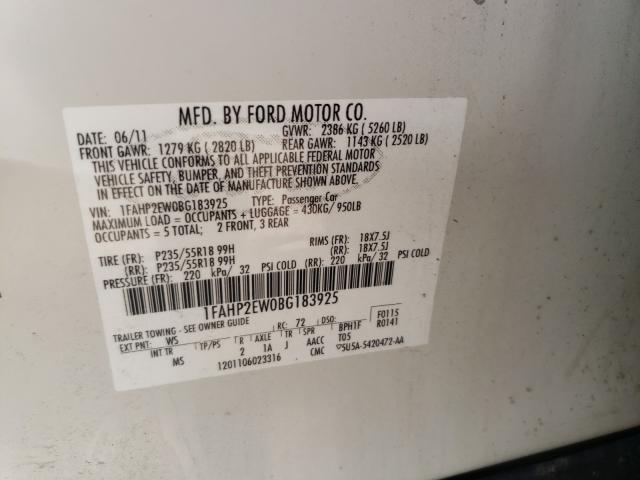 MFD. BY FORD MOTOR CO.
DATE: 06/11 GVWR: 2386 KG ( 5260 LB)
FRONT GAWR: 1279 KG ( 2820 LB) REAR GAWR: 1143 KG ( 2520 LB)
THIS VEHICLE CONFORMS TO ALL APPLICABLE FEDERAL MOTOR
VEHICLE SAFETY, BUMPER, AND THEFT PREVENTION STANDARDS
IN EFFECT ON THE DATE OF MANUFACTURE SHOWN ABOVE.
VIN: 1FAHP2EW0BG183925 TYPE: Passenger Car
MAXIMUM LOAD = OCCUPANTS + LUGGAGE = 430KG/ 950LB
OCCUPANTS = 5 TOTAL; 2 FRONT, 3 REAR
TIRE (FR): P235/55R18 99H RIMS (FR): 18X7.5J
(RR): P235/55R18 99H (RR): 18X7.5J
PRESSURE (FR): 220 kPa/ 32 PSI COLD (RR): 220 kPa/ 32 PSI COLD
1FAHP2EW0BG183925
TRAILER TOWING - SEE OWNER GUIDE RC: 72 DSO: F0115
EXT PNT: WS R0141
INT TR TP/PS R AXLE TR SPR BPH1F
M5 2 1A J AACC T05
1201106023316 CMC 5U5A-5420472-AA